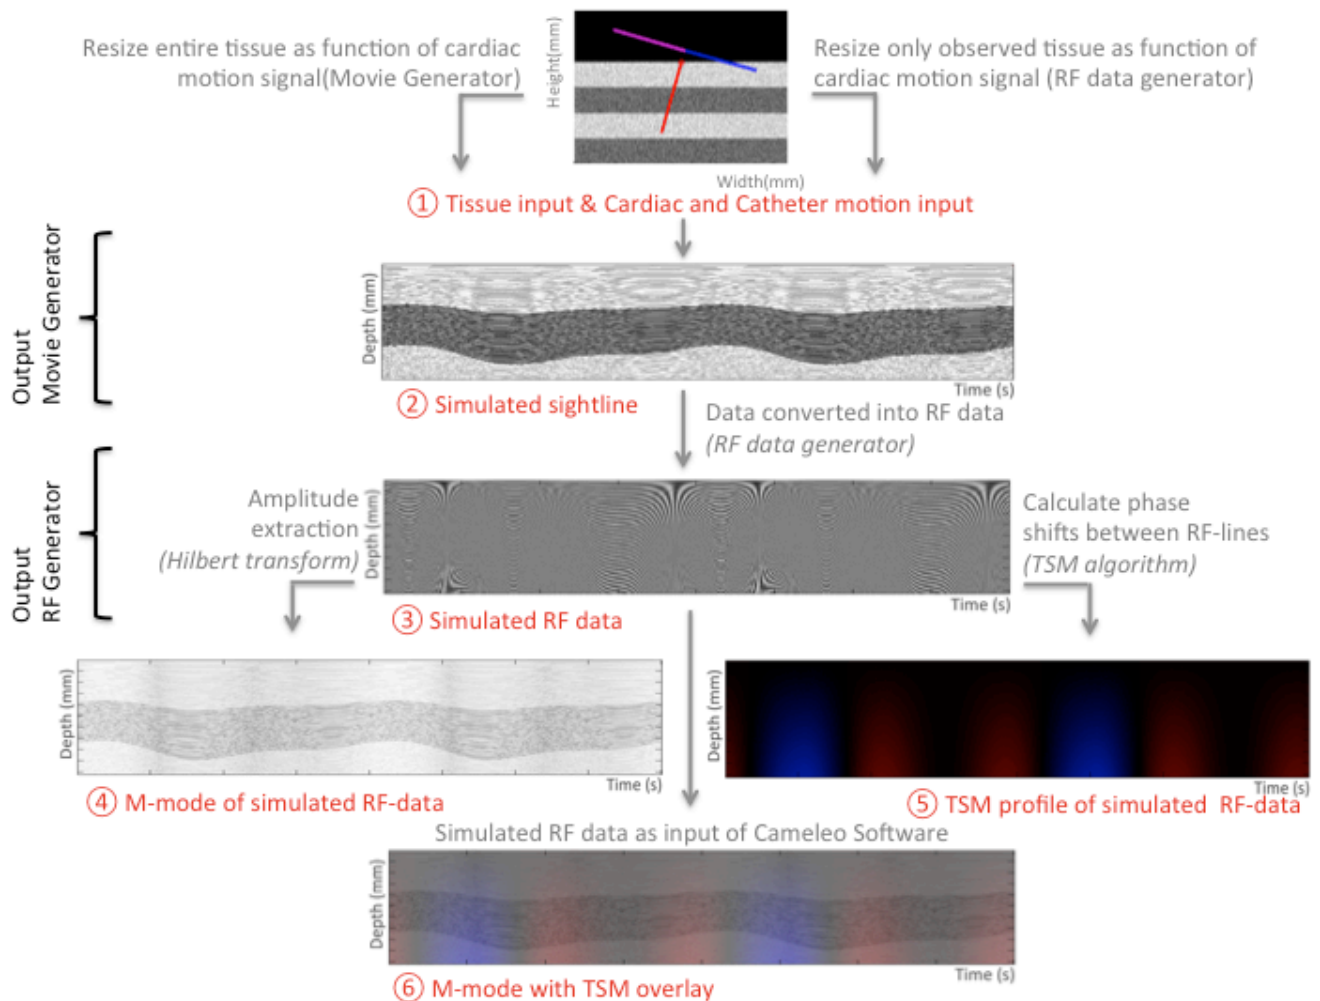 Resize entire tissue as function of cardiac
motion signal(Movie Generator)
Height(mm)
Width(mm)
Resize only observed tissue as function of
cardiac motion signal (RF data generator)
① Tissue input & Cardiac and Catheter motion input
Output
Movie Generator
Depth (mm)
Time (s)
② Simulated sightline
Data converted into RF data
(RF data generator)
Output
RF Generator
Amplitude
extraction
(Hilbert transform)
Depth (mm)
Time (s)
Calculate phase
shifts between RF-lines
(TSM algorithm)
③ Simulated RF data
Depth (mm)
Time (s)
④ M-mode of simulated RF-data
Depth (mm)
Time (s)
⑤ TSM profile of simulated RF-data
Simulated RF data as input of Cameleo Software
Depth (mm)
Time (s)
⑥ M-mode with TSM overlay